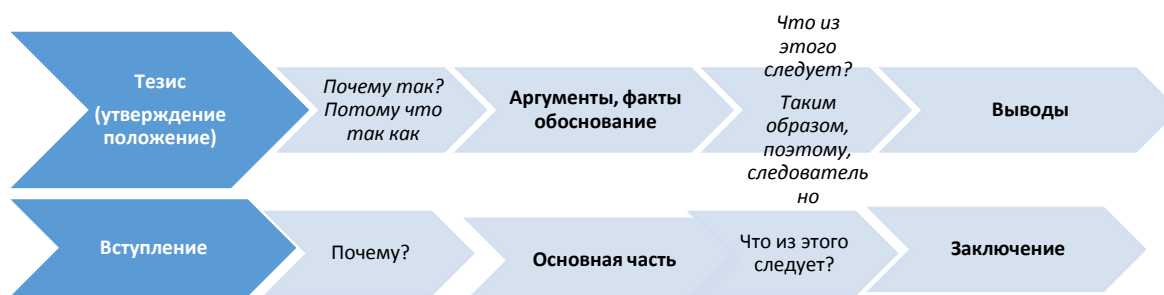 Тезис
(утверждение
положение)
Почему так?
Потому что
так как
Аргументы, факты
обоснование
Что из
этого
следует?
Таким
образом,
поэтому,
следователь
но
Выводы
Вступление
Почему?
Основная часть
Что из этого
следует?
Заключение